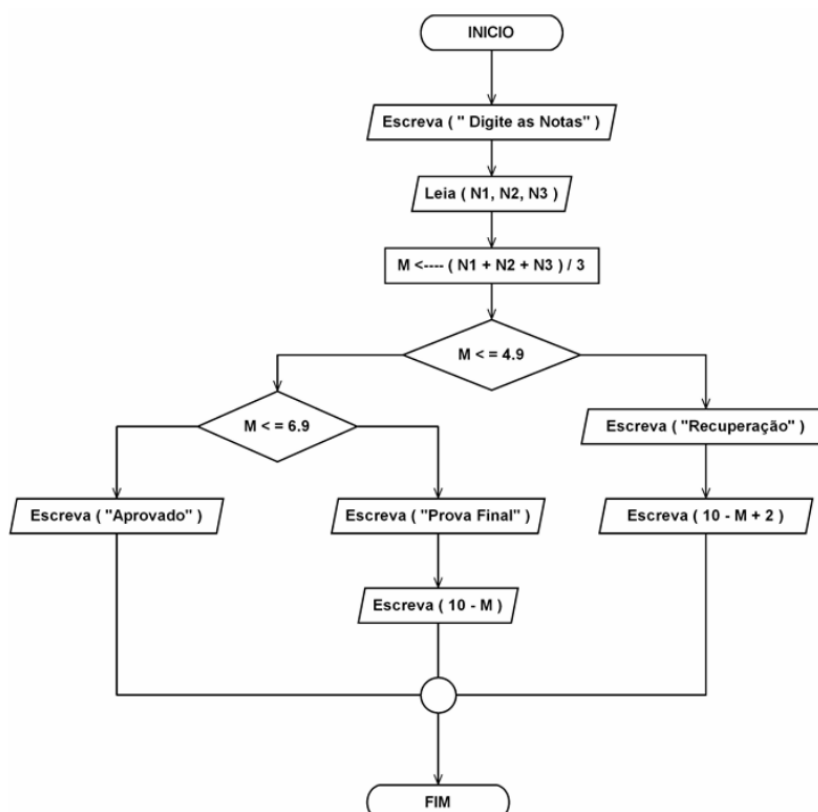 INICIO
Escreva ( " Digite as Notas" )
Leia ( N1, N2, N3 )
M <---- ( N1 + N2 + N3 ) / 3
M < = 4.9
M < = 6.9
Escreva ( "Recuperação" )
Escreva ( "Aprovado" )
Escreva ( "Prova Final" )
Escreva ( 10 - M + 2 )
Escreva ( 10 - M )
FIM